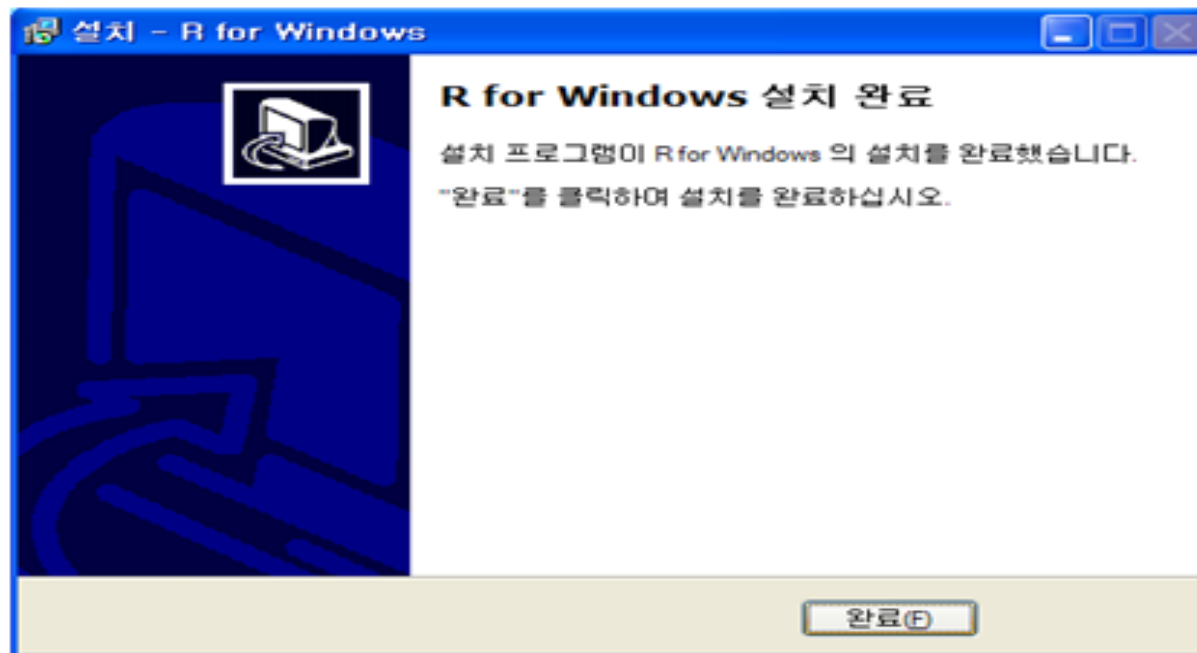 설치 - R for Windows
R for Windows 설치 완료
설치 프로그램이 R for Windows 의 설치를 완료했습니다.
"완료"를 클릭하여 설치를 완료하십시오.
완료(F)